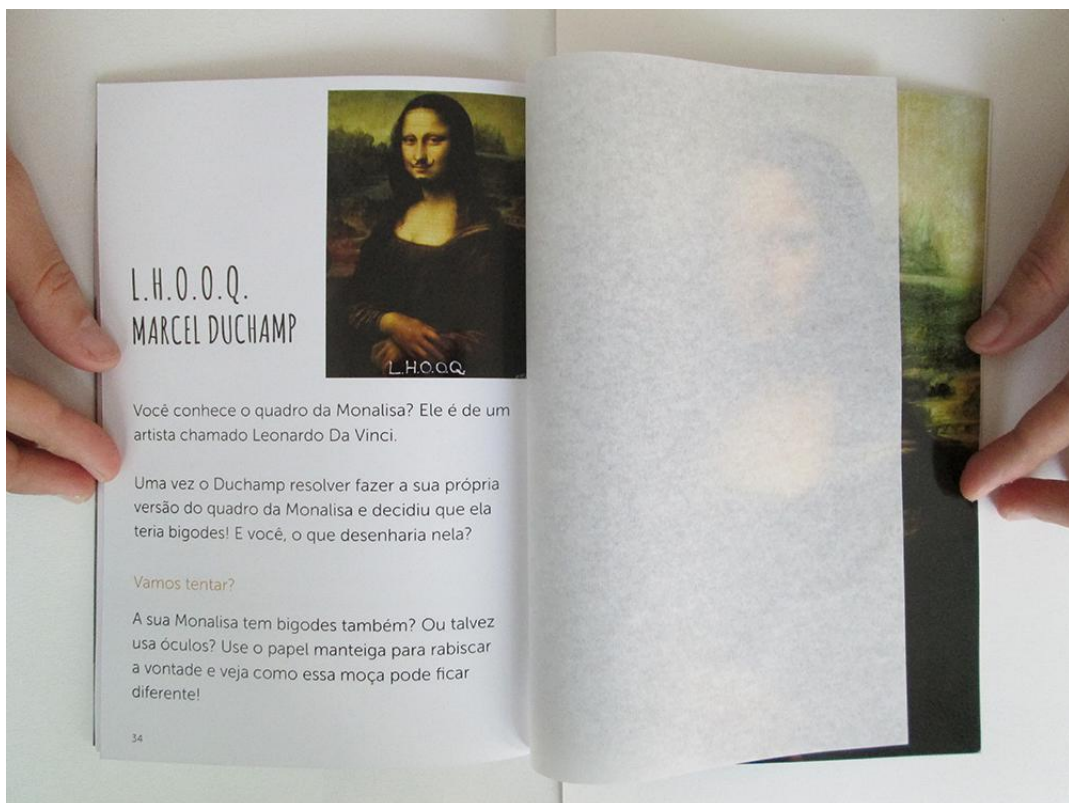 L.H.O.O.Q.
MARCEL DUCHAMP
L.H.O.O.Q.
Você conhece o quadro da Monalisa? Ele é de um
artista chamado Leonardo Da Vinci.
Uma vez o Duchamp resolver fazer a sua própria
versão do quadro da Monalisa e decidiu que ela
teria bigodes! E você, o que desenharia nela?
Vamos tentar?
A sua Monalisa tem bigodes também? Ou talvez
usa óculos? Use o papel manteiga para rabiscar
a vontade e veja como essa moça pode ficar
diferente!
34